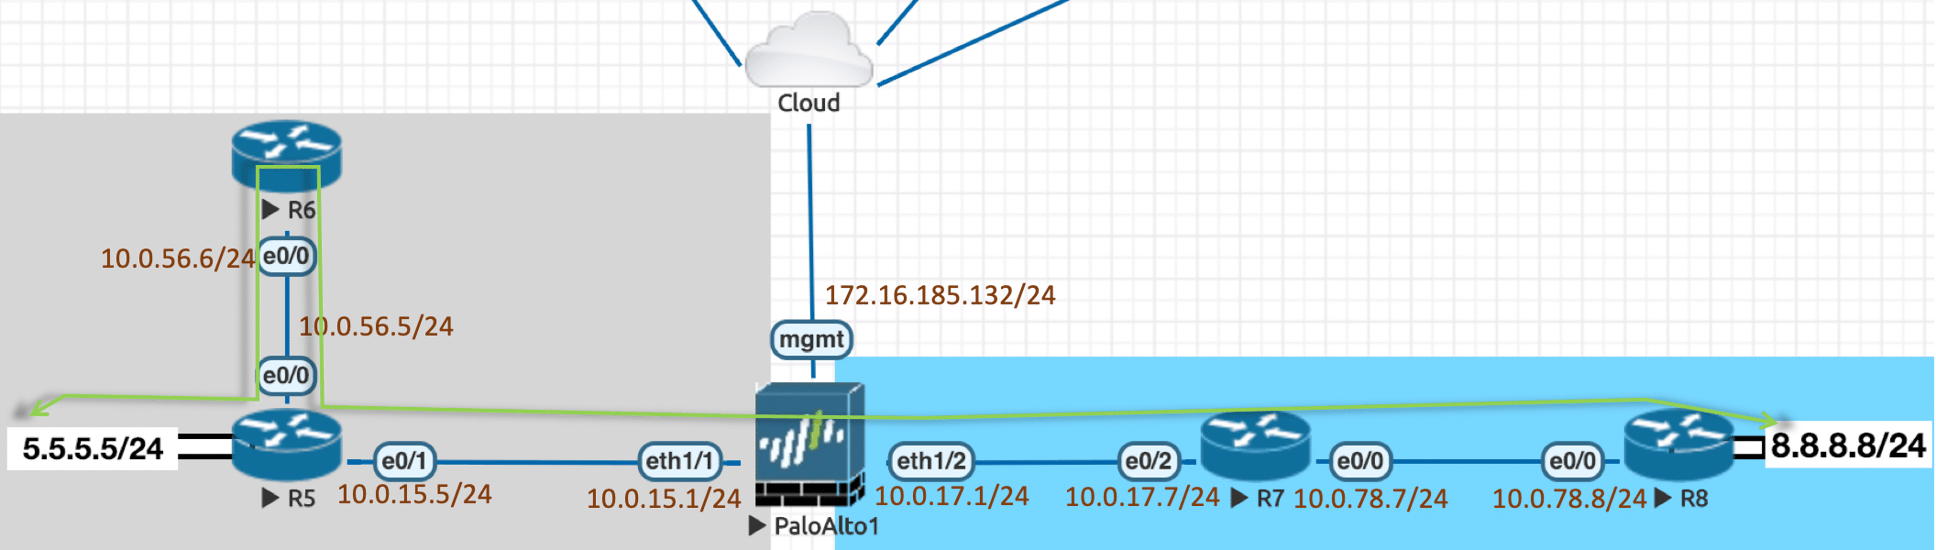 Cloud
R6
10.0.56.6/24
e0/0
172.16.185.132/24
10.0.56.5/24
mgmt
e0/0
5.5.5.5/24
8.8.8.8/24
e0/1
eth1/1
eth1/2
e0/2
e0/0
e0/0
R5
10.0.15.5/24
10.0.15.1/24
10.0.17.1/24
10.0.17.7/24
R7
10.0.78.7/24
10.0.78.8/24
R8
PaloAlto1